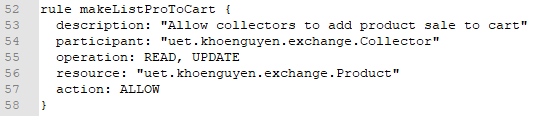 52 rule makeListProToCart {
53 description: "Allow collectors to add product sale to cart"
54 participant: "uet.khoenguyen.exchange.Collector"
55 operation: READ, UPDATE
56 resource: "uet.khoenguyen.exchange.Product"
57 action: ALLOW
58 }